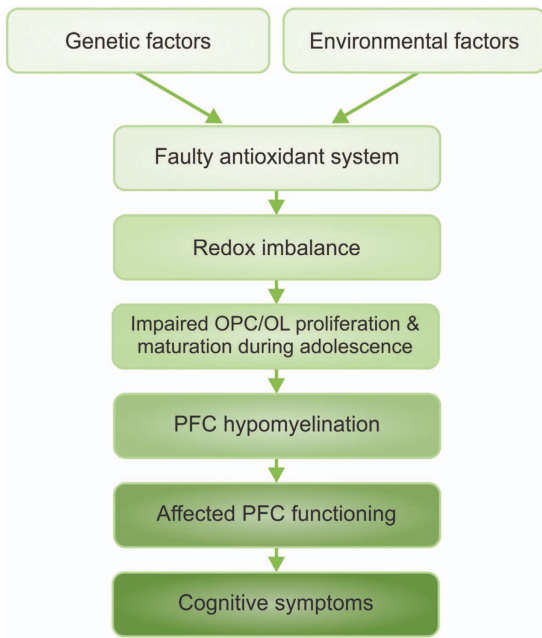 Genetic factors
Environmental factors
Faulty antioxidant system
Redox imbalance
Impaired OPC/OL proliferation &
maturation during adolescence
PFC hypomyelination
Affected PFC functioning
Cognitive symptoms